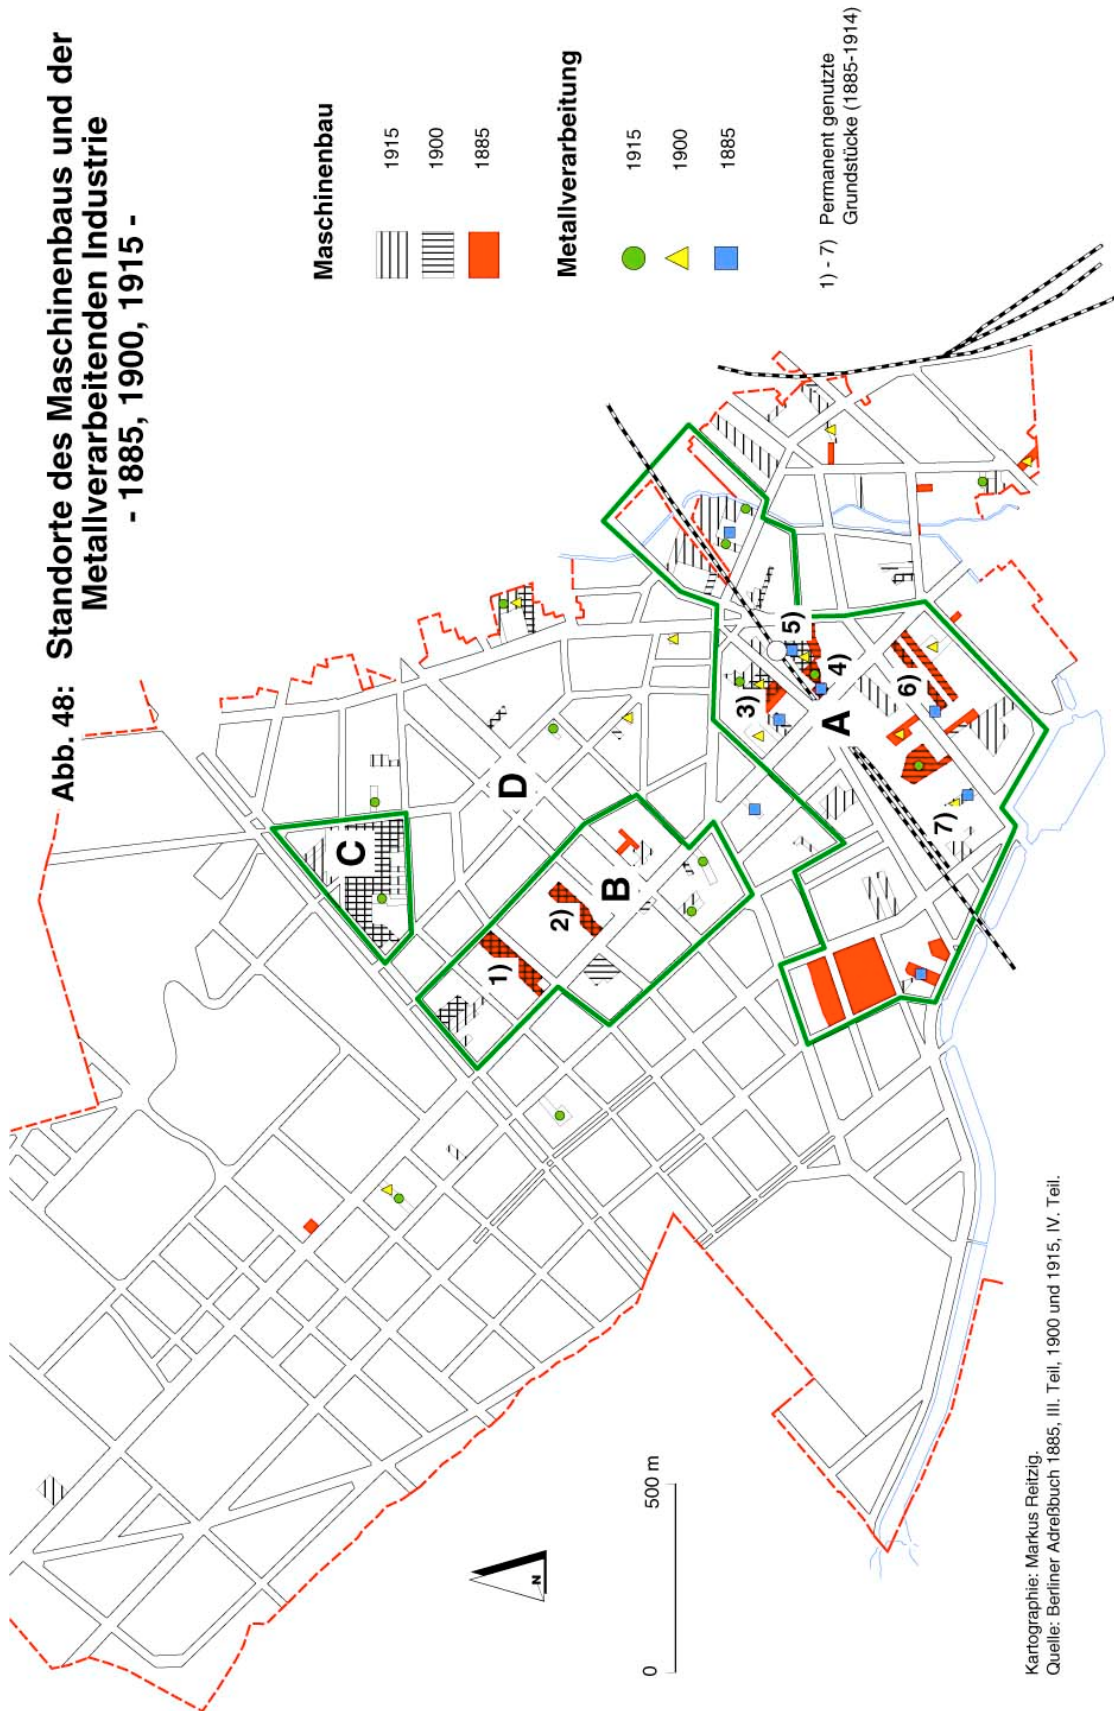 Abb. 48: Standorte des Maschinenbaus und der
Metallverarbeitenden Industrie
- 1885, 1900, 1915 -
Maschinenbau
1915
1900
1885
Metallverarbeitung
1915
1900
1885
1) - 7) Permanent genutzte
Grundstücke (1885-1914)
C
D
B
A
1)
2)
3)
4)
5)
6)
7)
N
0 500 m
Kartographie: Markus Reitzig.
Quelle: Berliner Adreßbuch 1885, III. Teil, 1900 und 1915, IV. Teil.